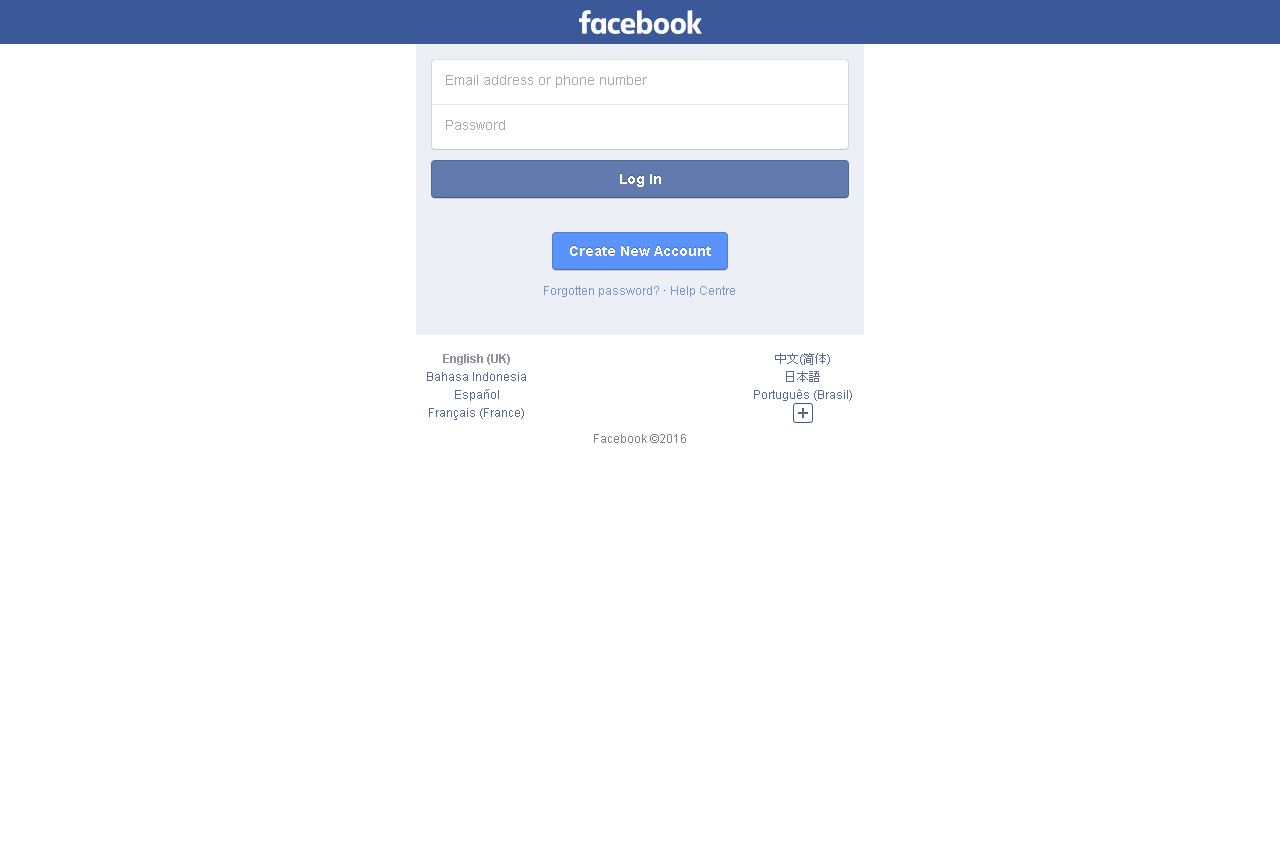 facebook
Email address or phone number
Password
Log In
Create New Account
Forgotten password? · Help Centre
English (UK)
Bahasa Indonesia
Español
Français (France)
中文(简体)
日本語
Português (Brasil)
Facebook ©2016